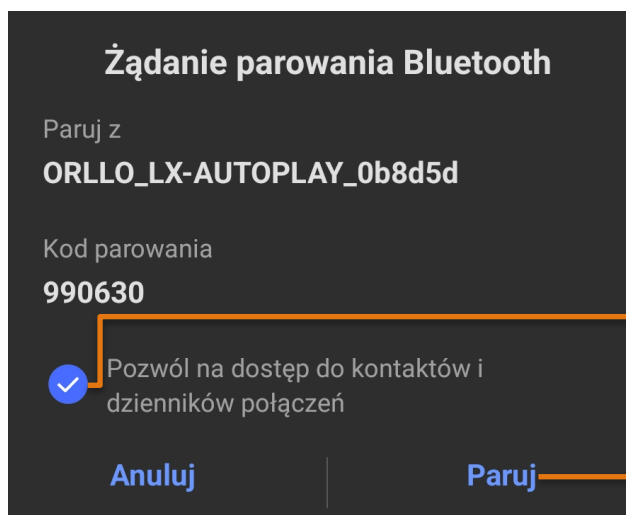 Żądanie parowania Bluetooth
Paruj z
ORLLO_LX-AUTOPLAY_0b8d5d
Kod parowania
990630
Pozwól na dostęp do kontaktów i
dzienników połączeń
Anuluj
Paruj